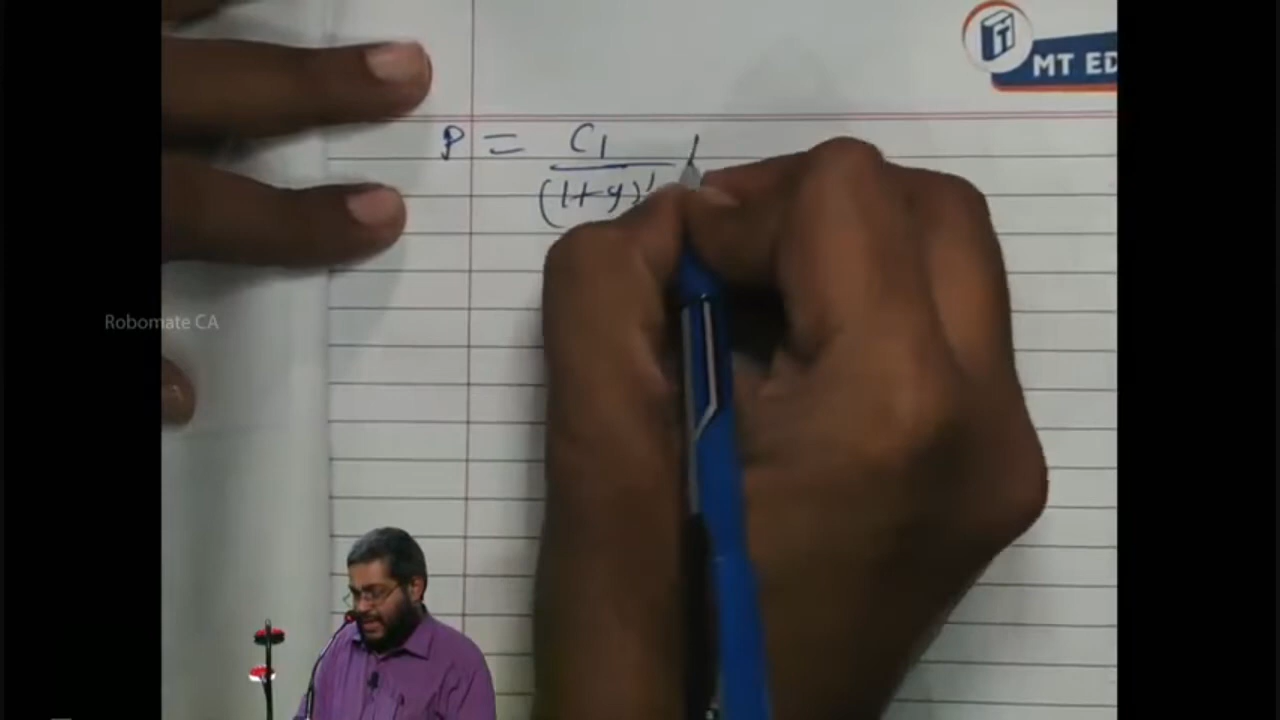 MT ED
P = C1
(1+y)^1
Robomate CA